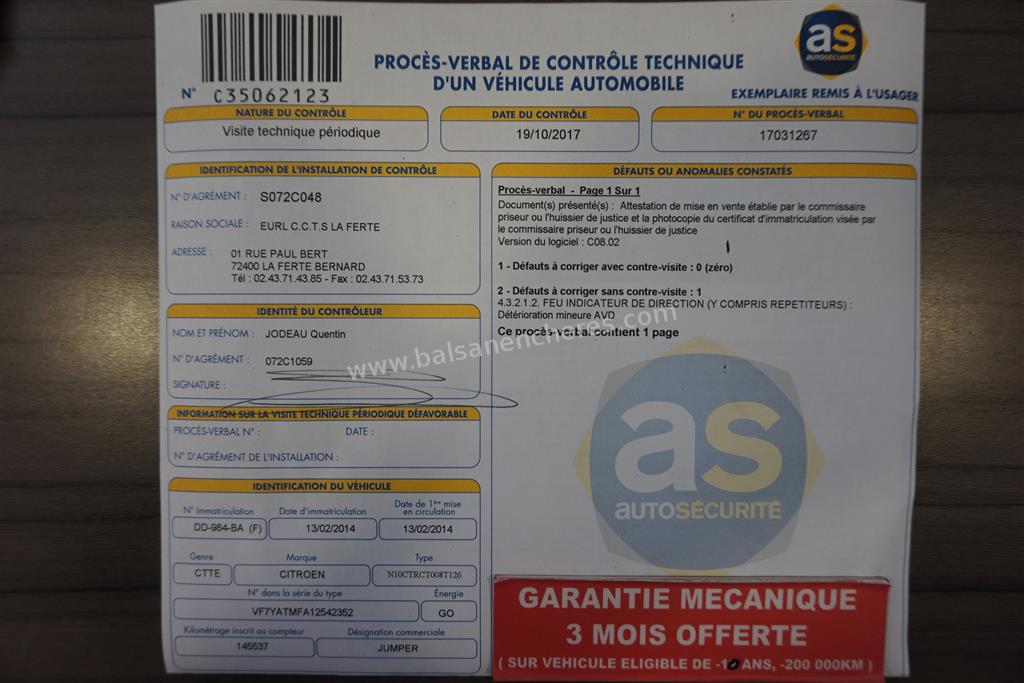 as
AUTOSÉCURITÉ
PROCÈS-VERBAL DE CONTRÔLE TECHNIQUE
D'UN VÉHICULE AUTOMOBILE
N° C35062123
EXEMPLAIRE REMIS À L'USAGER
NATURE DU CONTRÔLE
Visite technique périodique
DATE DU CONTRÔLE
19/10/2017
N° DU PROCÈS-VERBAL
17031267
IDENTIFICATION DE L'INSTALLATION DE CONTRÔLE
N° D'AGRÉMENT : S072C048
RAISON SOCIALE : EURL C.C.T.S LA FERTE
ADRESSE : 01 RUE PAUL BERT
72400 LA FERTE BERNARD
Tél : 02.43.71.43.85 - Fax : 02.43.71.53.73
IDENTITÉ DU CONTRÔLEUR
NOM ET PRÉNOM : JODEAU Quentin
N° D'AGRÉMENT : 072C1059
SIGNATURE :
INFORMATION SUR LA VISITE TECHNIQUE PÉRIODIQUE DÉFAVORABLE
PROCÈS-VERBAL N° : DATE :
N° D'AGRÉMENT DE L'INSTALLATION :
IDENTIFICATION DU VÉHICULE
N° Immatriculation Date d'immatriculation Date de 1ère mise en circulation
DD-964-BA (F) 13/02/2014 13/02/2014
Genre Marque Type
CTTE CITROEN N10CTRCT008T126
N° dans la série du type Énergie
VF7YATMFA12542352 GO
Kilométrage inscrit au compteur Désignation commerciale
145537 JUMPER
DÉFAUTS OU ANOMALIES CONSTATÉS
Procès-verbal - Page 1 Sur 1
Document(s) présenté(s) : Attestation de mise en vente établie par le commissaire
priseur ou l'huissier de justice et la photocopie du certificat d'immatriculation visée par
le commissaire priseur ou l'huissier de justice
Version du logiciel : C08.02
1 - Défauts à corriger avec contre-visite : 0 (zéro)
2 - Défauts à corriger sans contre-visite : 1
4.3.2.1.2. FEU INDICATEUR DE DIRECTION (Y COMPRIS REPETITEURS) :
Détérioration mineure AVD
Ce procès-verbal contient 1 page
www.balsanencheres.com
as
AUTOSÉCURITÉ
GARANTIE MECANIQUE
3 MOIS OFFERTE
( SUR VEHICULE ELIGIBLE DE -10 ANS, -200 000KM )